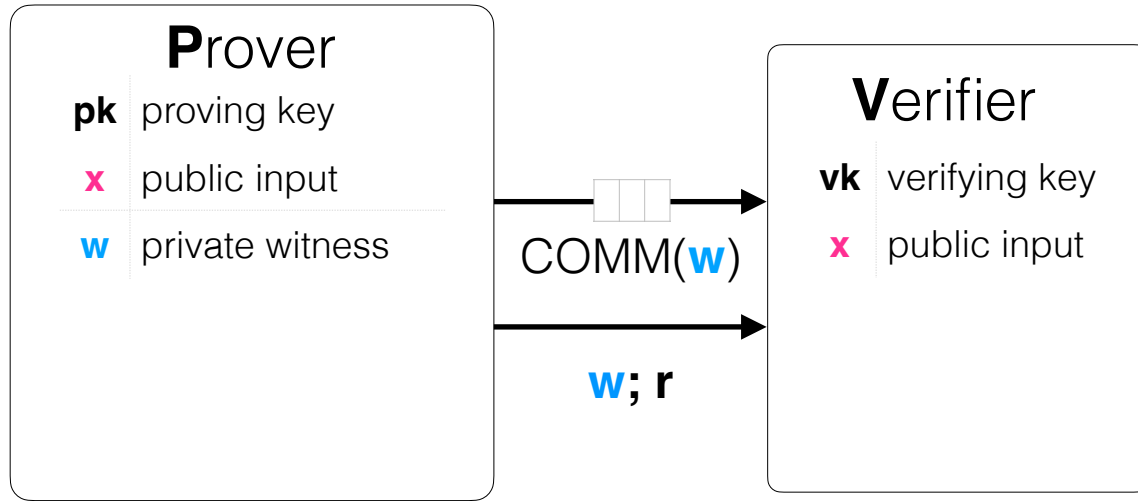 Prover
pk proving key
x public input
w private witness
COMM(w)
w; r
Verifier
vk verifying key
x public input